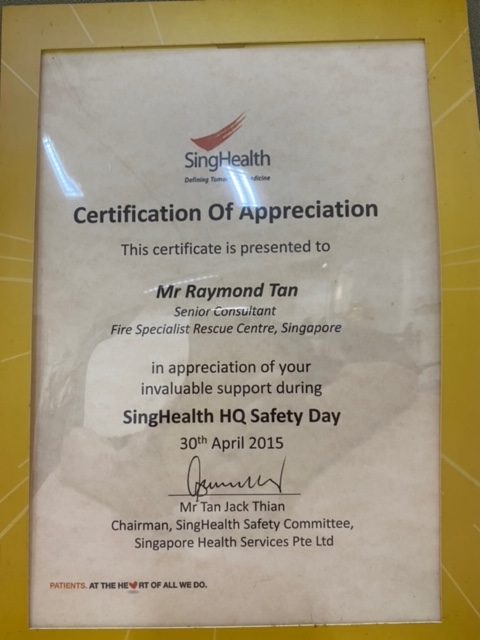 SingHealth
Defining Medicine
Certification Of Appreciation
This certificate is presented to
Mr Raymond Tan
Senior Consultant
Fire Specialist Rescue Centre, Singapore
in appreciation of your
invaluable support during
SingHealth HQ Safety Day
30th April 2015
Mr Tan Jack Thian
Chairman, SingHealth Safety Committee,
Singapore Health Services Pte Ltd
PATIENTS. AT THE HE♥RT OF ALL WE DO.